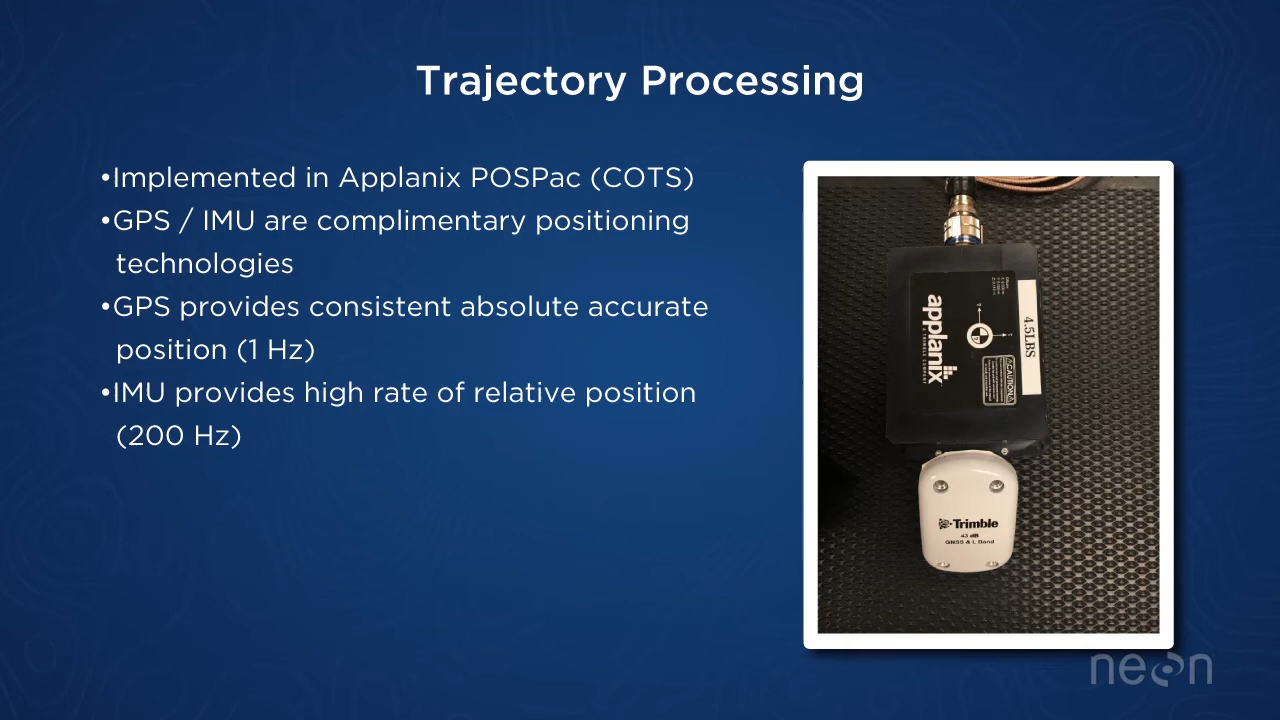 Trajectory Processing
•Implemented in Applanix POSPac (COTS)
•GPS / IMU are complimentary positioning
technologies
•GPS provides consistent absolute accurate
position (1 Hz)
•IMU provides high rate of relative position
(200 Hz)
4.5LBS
applanix
CAUTION
Trimble
43 dB
GNSS & L Band
neon